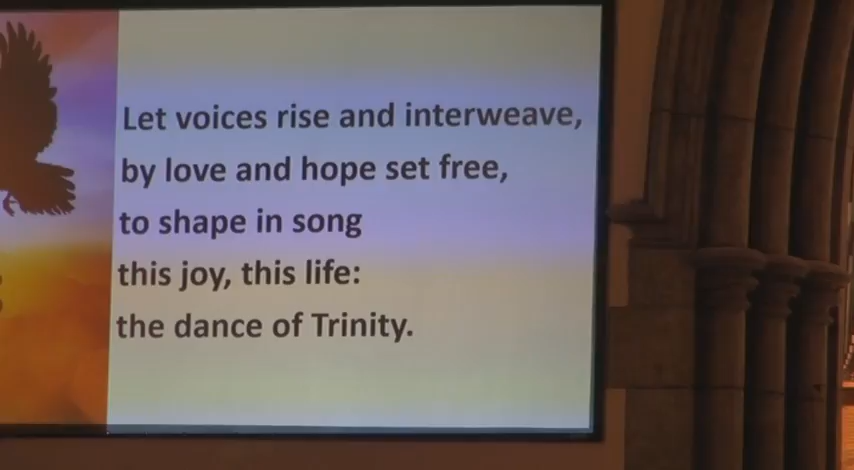 Let voices rise and interweave,
by love and hope set free,
to shape in song
this joy, this life:
the dance of Trinity.